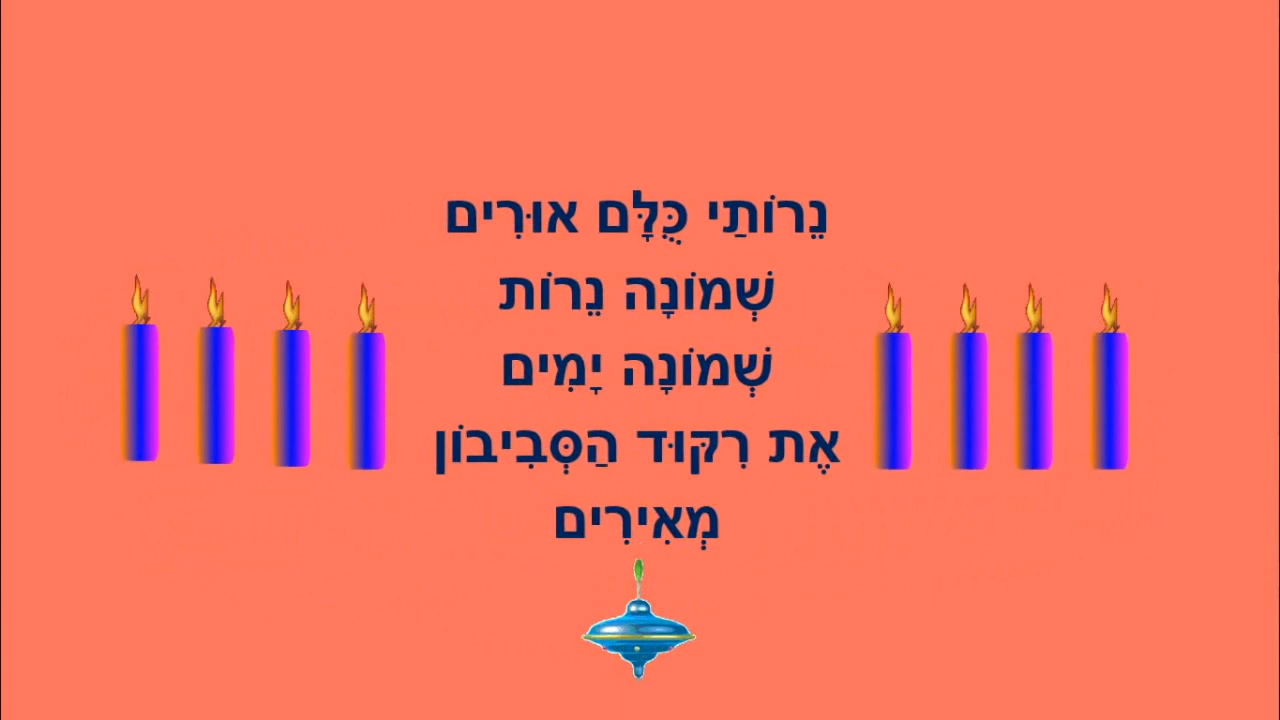 נֵרוֹתַי כֻּלָּם אוּרִים
שְׁמוֹנָה נֵרוֹת
שְׁמוֹנָה יָמִים
אֶת רִקּוּד הַסְּבִיבוֹן
מְאִירִים